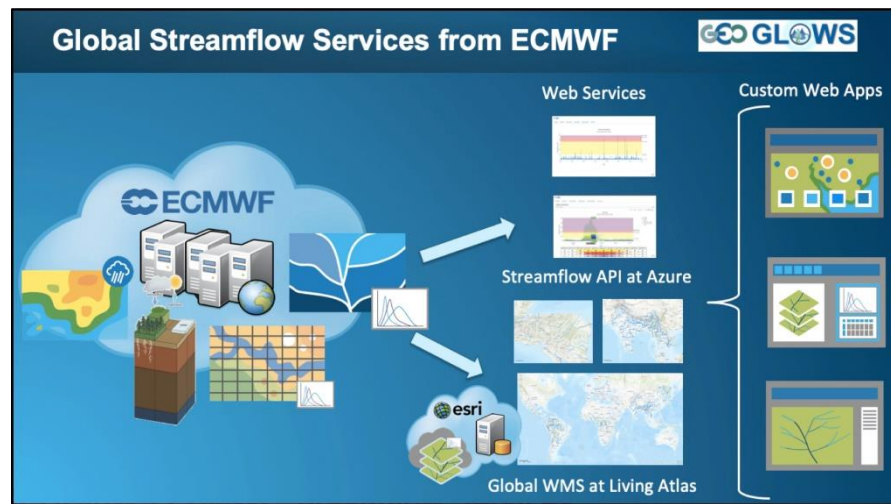 Global Streamflow Services from ECMWF
GEO GLOWS
Web Services
Custom Web Apps
ECMWF
Streamflow API at Azure
esri
Global WMS at Living Atlas